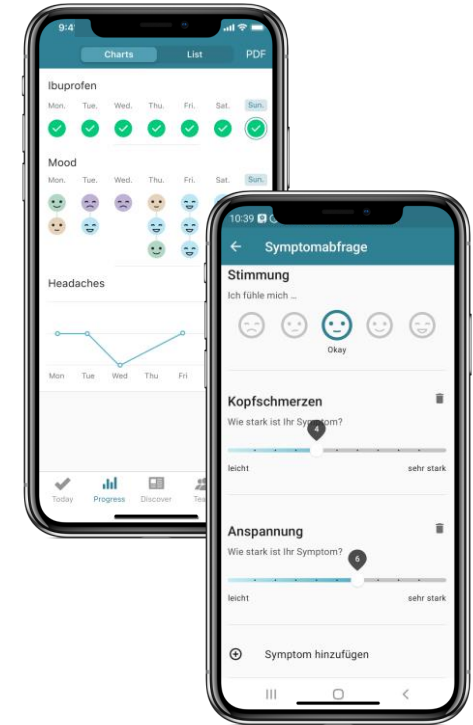 9:4
Charts List PDF
Ibuprofen
Mon. Tue. Wed. Thu. Fri. Sat. Sun.
Mood
Mon. Tue. Wed. Thu. Fri. Sat. Sun.
Headaches
Mon Tue Wed Thu Fri
Today Progress Discover Tea
10:39
Symptomabfrage
Stimmung
Ich fühle mich ...
Okay
Kopfschmerzen
Wie stark ist Ihr Symptom?
4
leicht sehr stark
Anspannung
Wie stark ist Ihr Symptom?
6
leicht sehr stark
Symptom hinzufügen